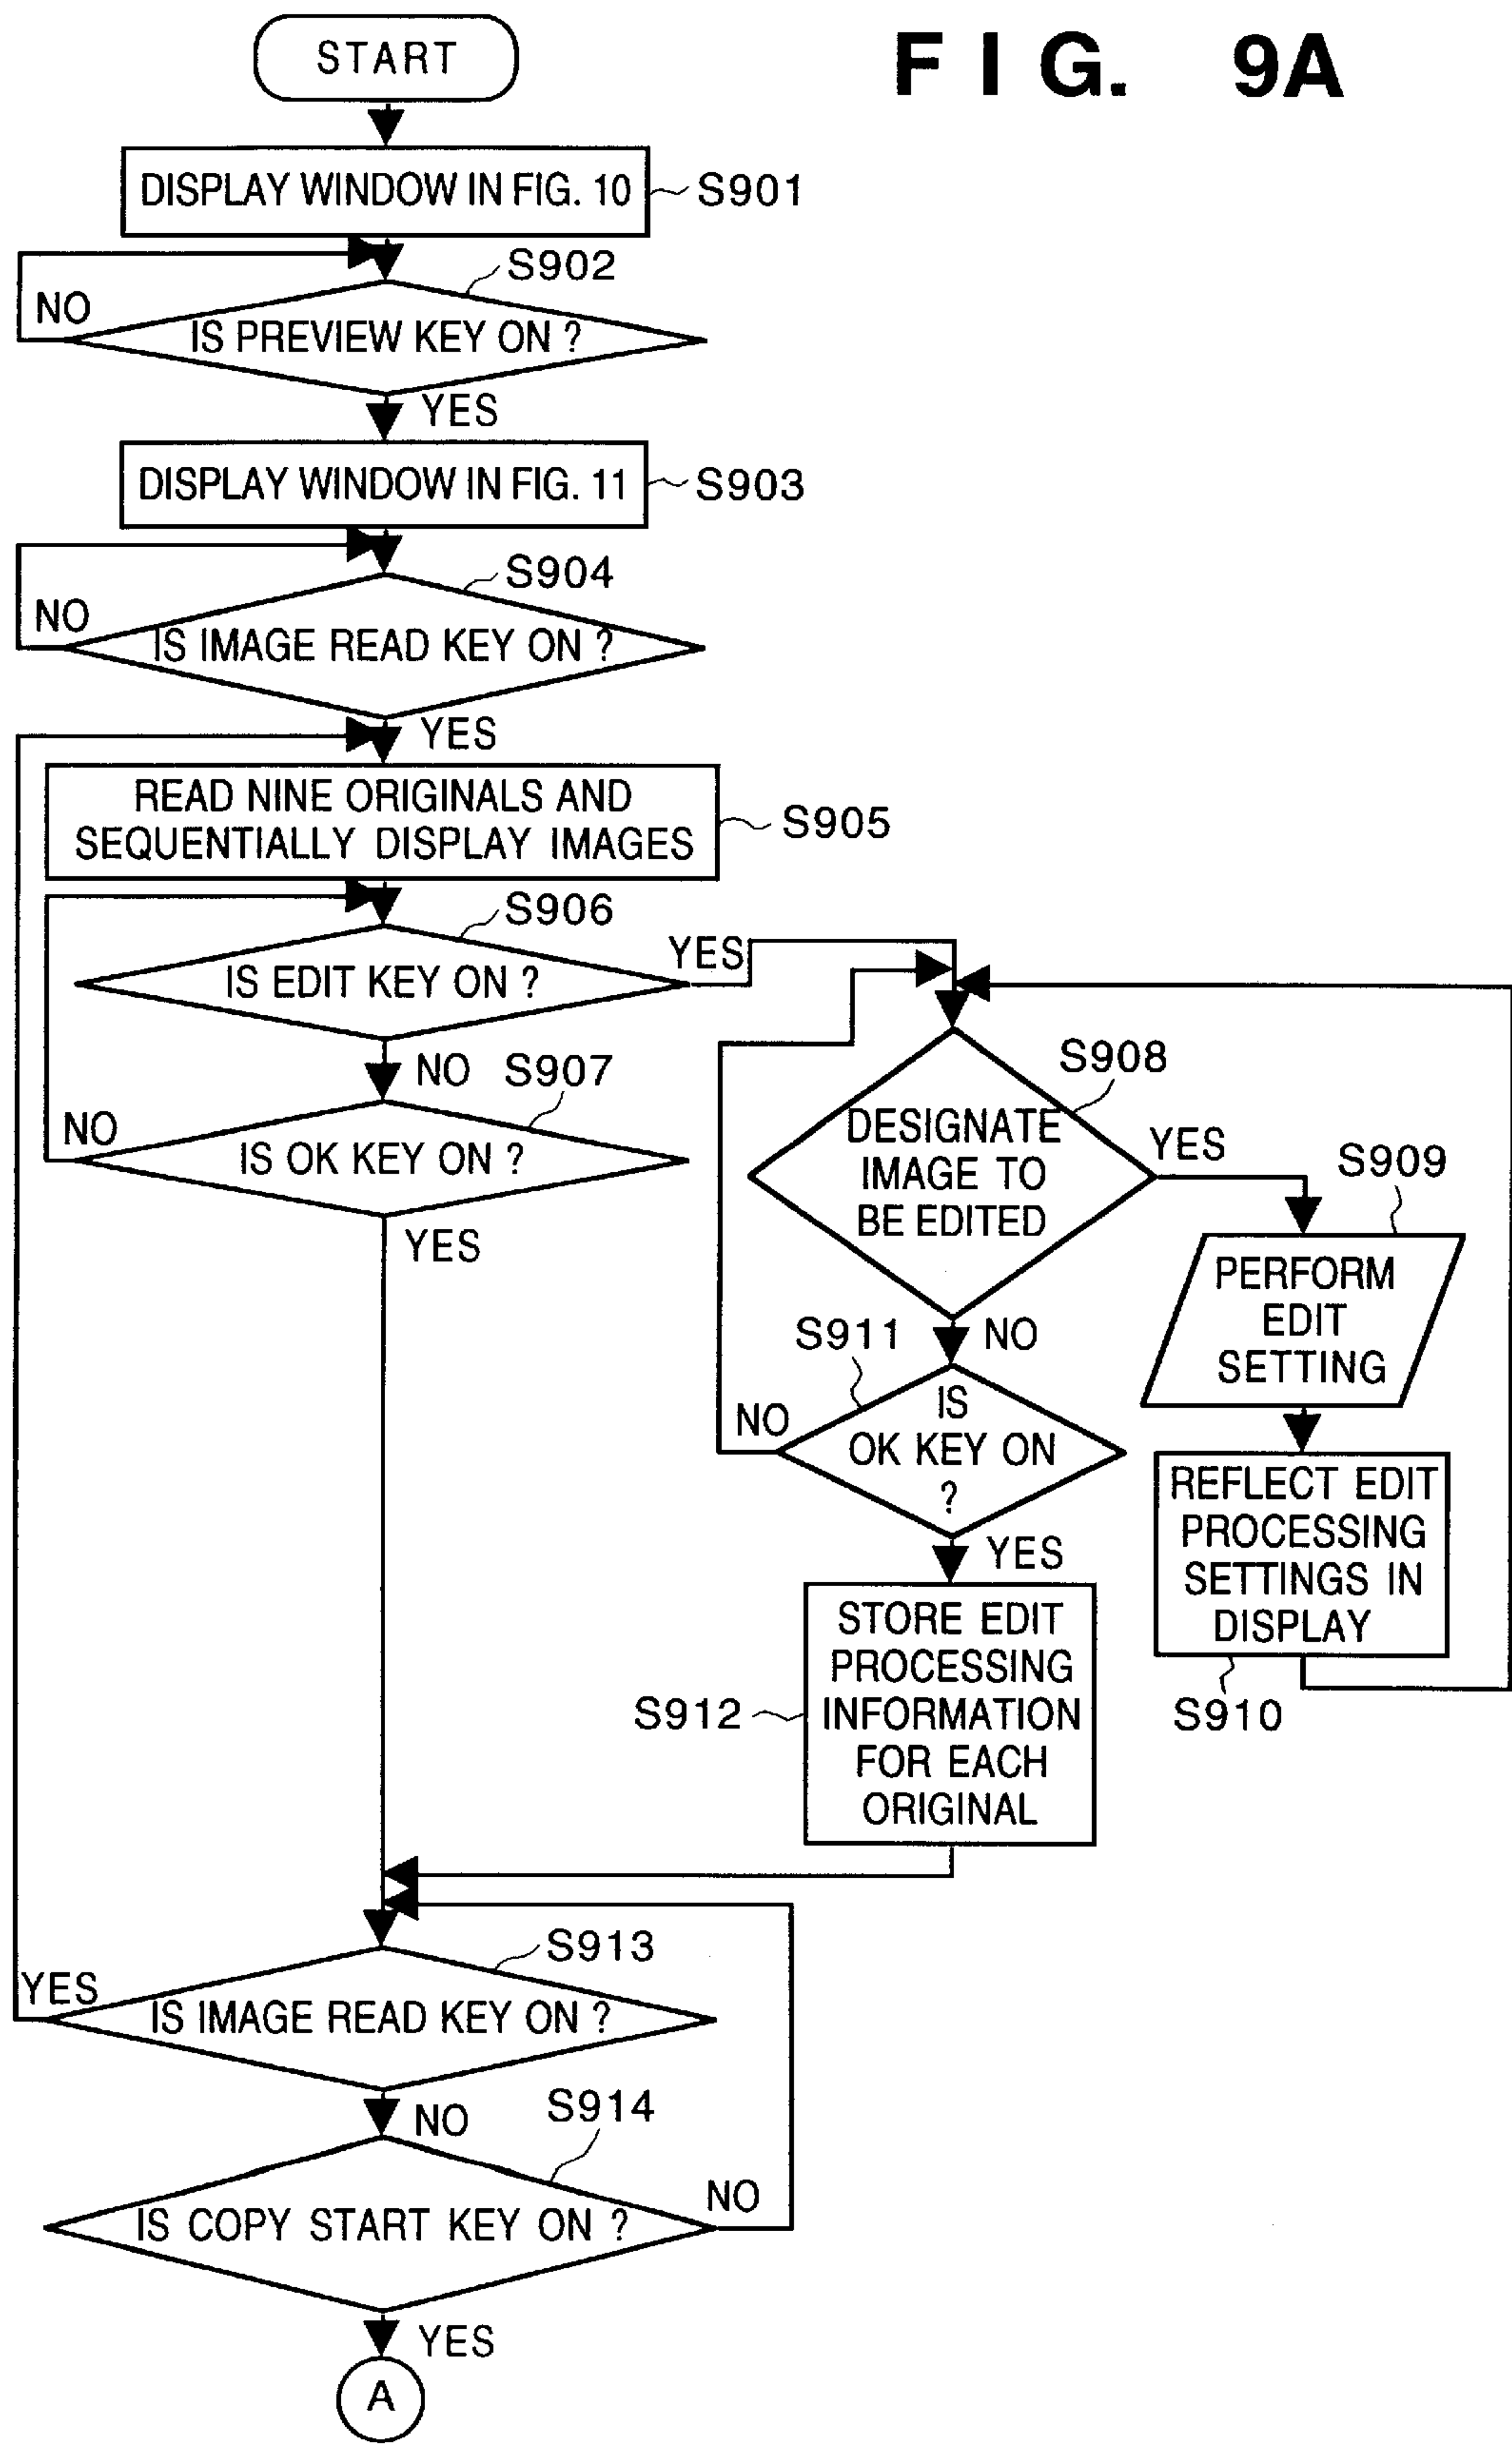 FIG. 9A
START
DISPLAY WINDOW IN FIG. 10
S901
S902
NO
IS PREVIEW KEY ON ?
YES
DISPLAY WINDOW IN FIG. 11
S903
S904
NO
IS IMAGE READ KEY ON ?
YES
READ NINE ORIGINALS AND
SEQUENTIALLY DISPLAY IMAGES
S905
S906
YES
IS EDIT KEY ON ?
NO
S907
NO
IS OK KEY ON ?
YES
S908
DESIGNATE
IMAGE TO
BE EDITED
YES
S909
PERFORM
EDIT
SETTING
NO
S911
IS
OK KEY ON
?
NO
YES
REFLECT EDIT
PROCESSING
SETTINGS IN
DISPLAY
S910
STORE EDIT
PROCESSING
INFORMATION
FOR EACH
ORIGINAL
S912
S913
YES
IS IMAGE READ KEY ON ?
NO
S914
NO
IS COPY START KEY ON ?
YES
A